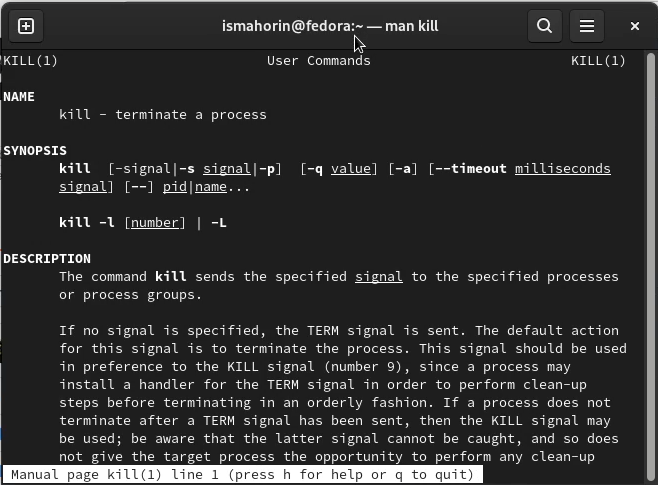 ismahorin@fedora:~ — man kill
KILL(1) User Commands KILL(1)
NAME
kill - terminate a process
SYNOPSIS
kill [-signal|-s signal|-p] [-q value] [-a] [--timeout milliseconds
signal] [--] pid|name...
kill -l [number] | -L
DESCRIPTION
The command kill sends the specified signal to the specified processes
or process groups.
If no signal is specified, the TERM signal is sent. The default action
for this signal is to terminate the process. This signal should be used
in preference to the KILL signal (number 9), since a process may
install a handler for the TERM signal in order to perform clean-up
steps before terminating in an orderly fashion. If a process does not
terminate after a TERM signal has been sent, then the KILL signal may
be used; be aware that the latter signal cannot be caught, and so does
not give the target process the opportunity to perform any clean-up
Manual page kill(1) line 1 (press h for help or q to quit)